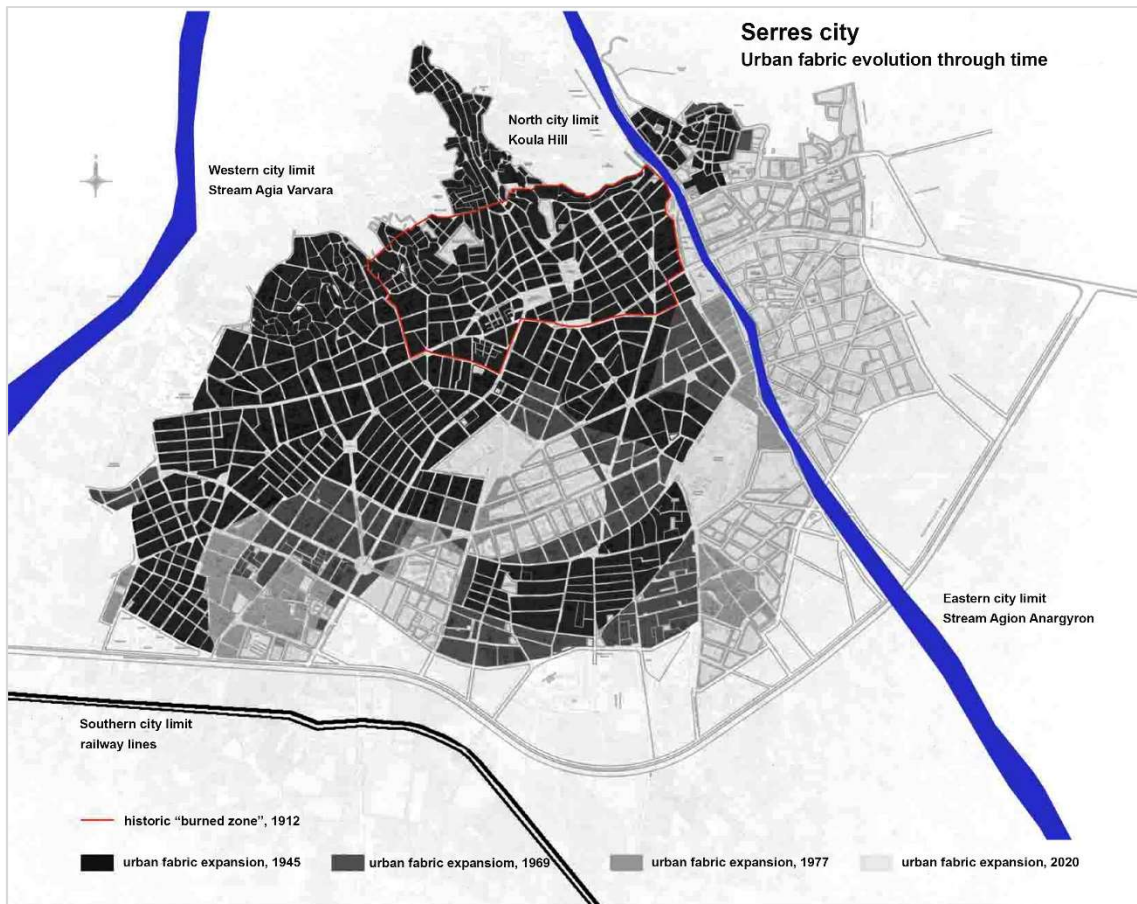 Serres city
Urban fabric evolution through time
North city limit
Koula Hill
Western city limit
Stream Agia Varvara
Eastern city limit
Stream Agion Anargyron
Southern city limit
railway lines
historic “burned zone”, 1912
urban fabric expansion, 1945
urban fabric expansiom, 1969
urban fabric expansion, 1977
urban fabric expansion, 2020